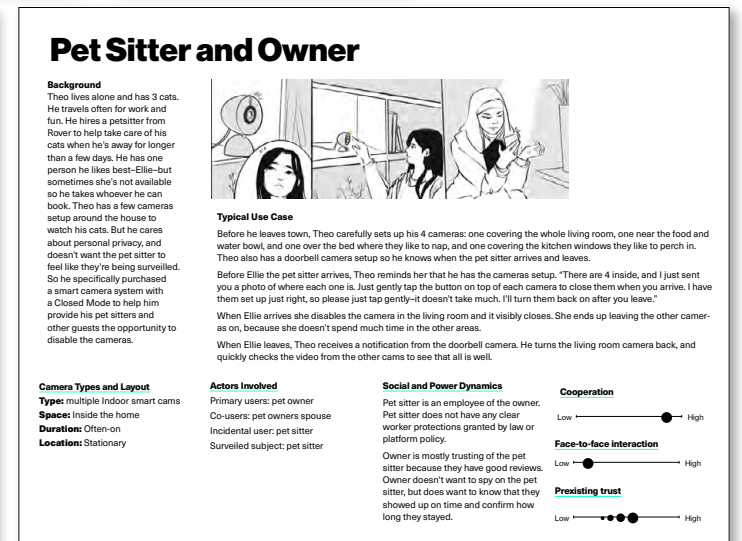 Pet Sitter and Owner
Background
Theo lives alone and has 3 cats.
He travels often for work and
fun. He hires a petsitter from
Rover to help take care of his
cats when he's away for longer
than a few days. He has one
person he likes best–Ellie–but
sometimes she's not available
so he takes whoever he can
book. Theo has a few cameras
setup around the house to
watch his cats. But he cares
about personal privacy, and
doesn't want the pet sitter to
feel like they're being surveilled.
So he specifically purchased
a smart camera system with
a Closed Mode to help him
provide his pet sitters and
other guests the opportunity to
disable the cameras.
Typical Use Case
Before he leaves town, Theo carefully sets up his 4 cameras: one covering the whole living room, one near the food and
water bowl, and one over the bed where they like to nap, and one covering the kitchen windows they like to perch in.
Theo also has a doorbell camera setup so he knows when the pet sitter arrives and leaves.
Before Ellie the pet sitter arrives, Theo reminds her that he has the cameras setup. “There are 4 inside, and I just sent
you a photo of where each one is. Just gently tap the button on top of each camera to close them when you arrive. I have
them set up just right, so please just tap gently–it doesn't take much. I'll turn them back on after you leave.”
When Ellie arrives she disables the camera in the living room and it visibly closes. She ends up leaving the other camer-
as on, because she doesn't spend much time in the other areas.
When Ellie leaves, Theo receives a notification from the doorbell camera. He turns the living room camera back, and
quickly checks the video from the other cams to see that all is well.
Camera Types and Layout
Type: multiple Indoor smart cams
Space: Inside the home
Duration: Often-on
Location: Stationary
Actors Involved
Primary users: pet owner
Co-users: pet owners spouse
Incidental user: pet sitter
Surveiled subject: pet sitter
Social and Power Dynamics
Pet sitter is an employee of the owner.
Pet sitter does not have any clear
worker protections granted by law or
platform policy.
Owner is mostly trusting of the pet
sitter because they have good reviews.
Owner doesn't want to spy on the pet
sitter, but does want to know that they
showed up on time and confirm how
long they stayed.
Cooperation
Low High
Face-to-face interaction
Low High
Prexisting trust
Low High